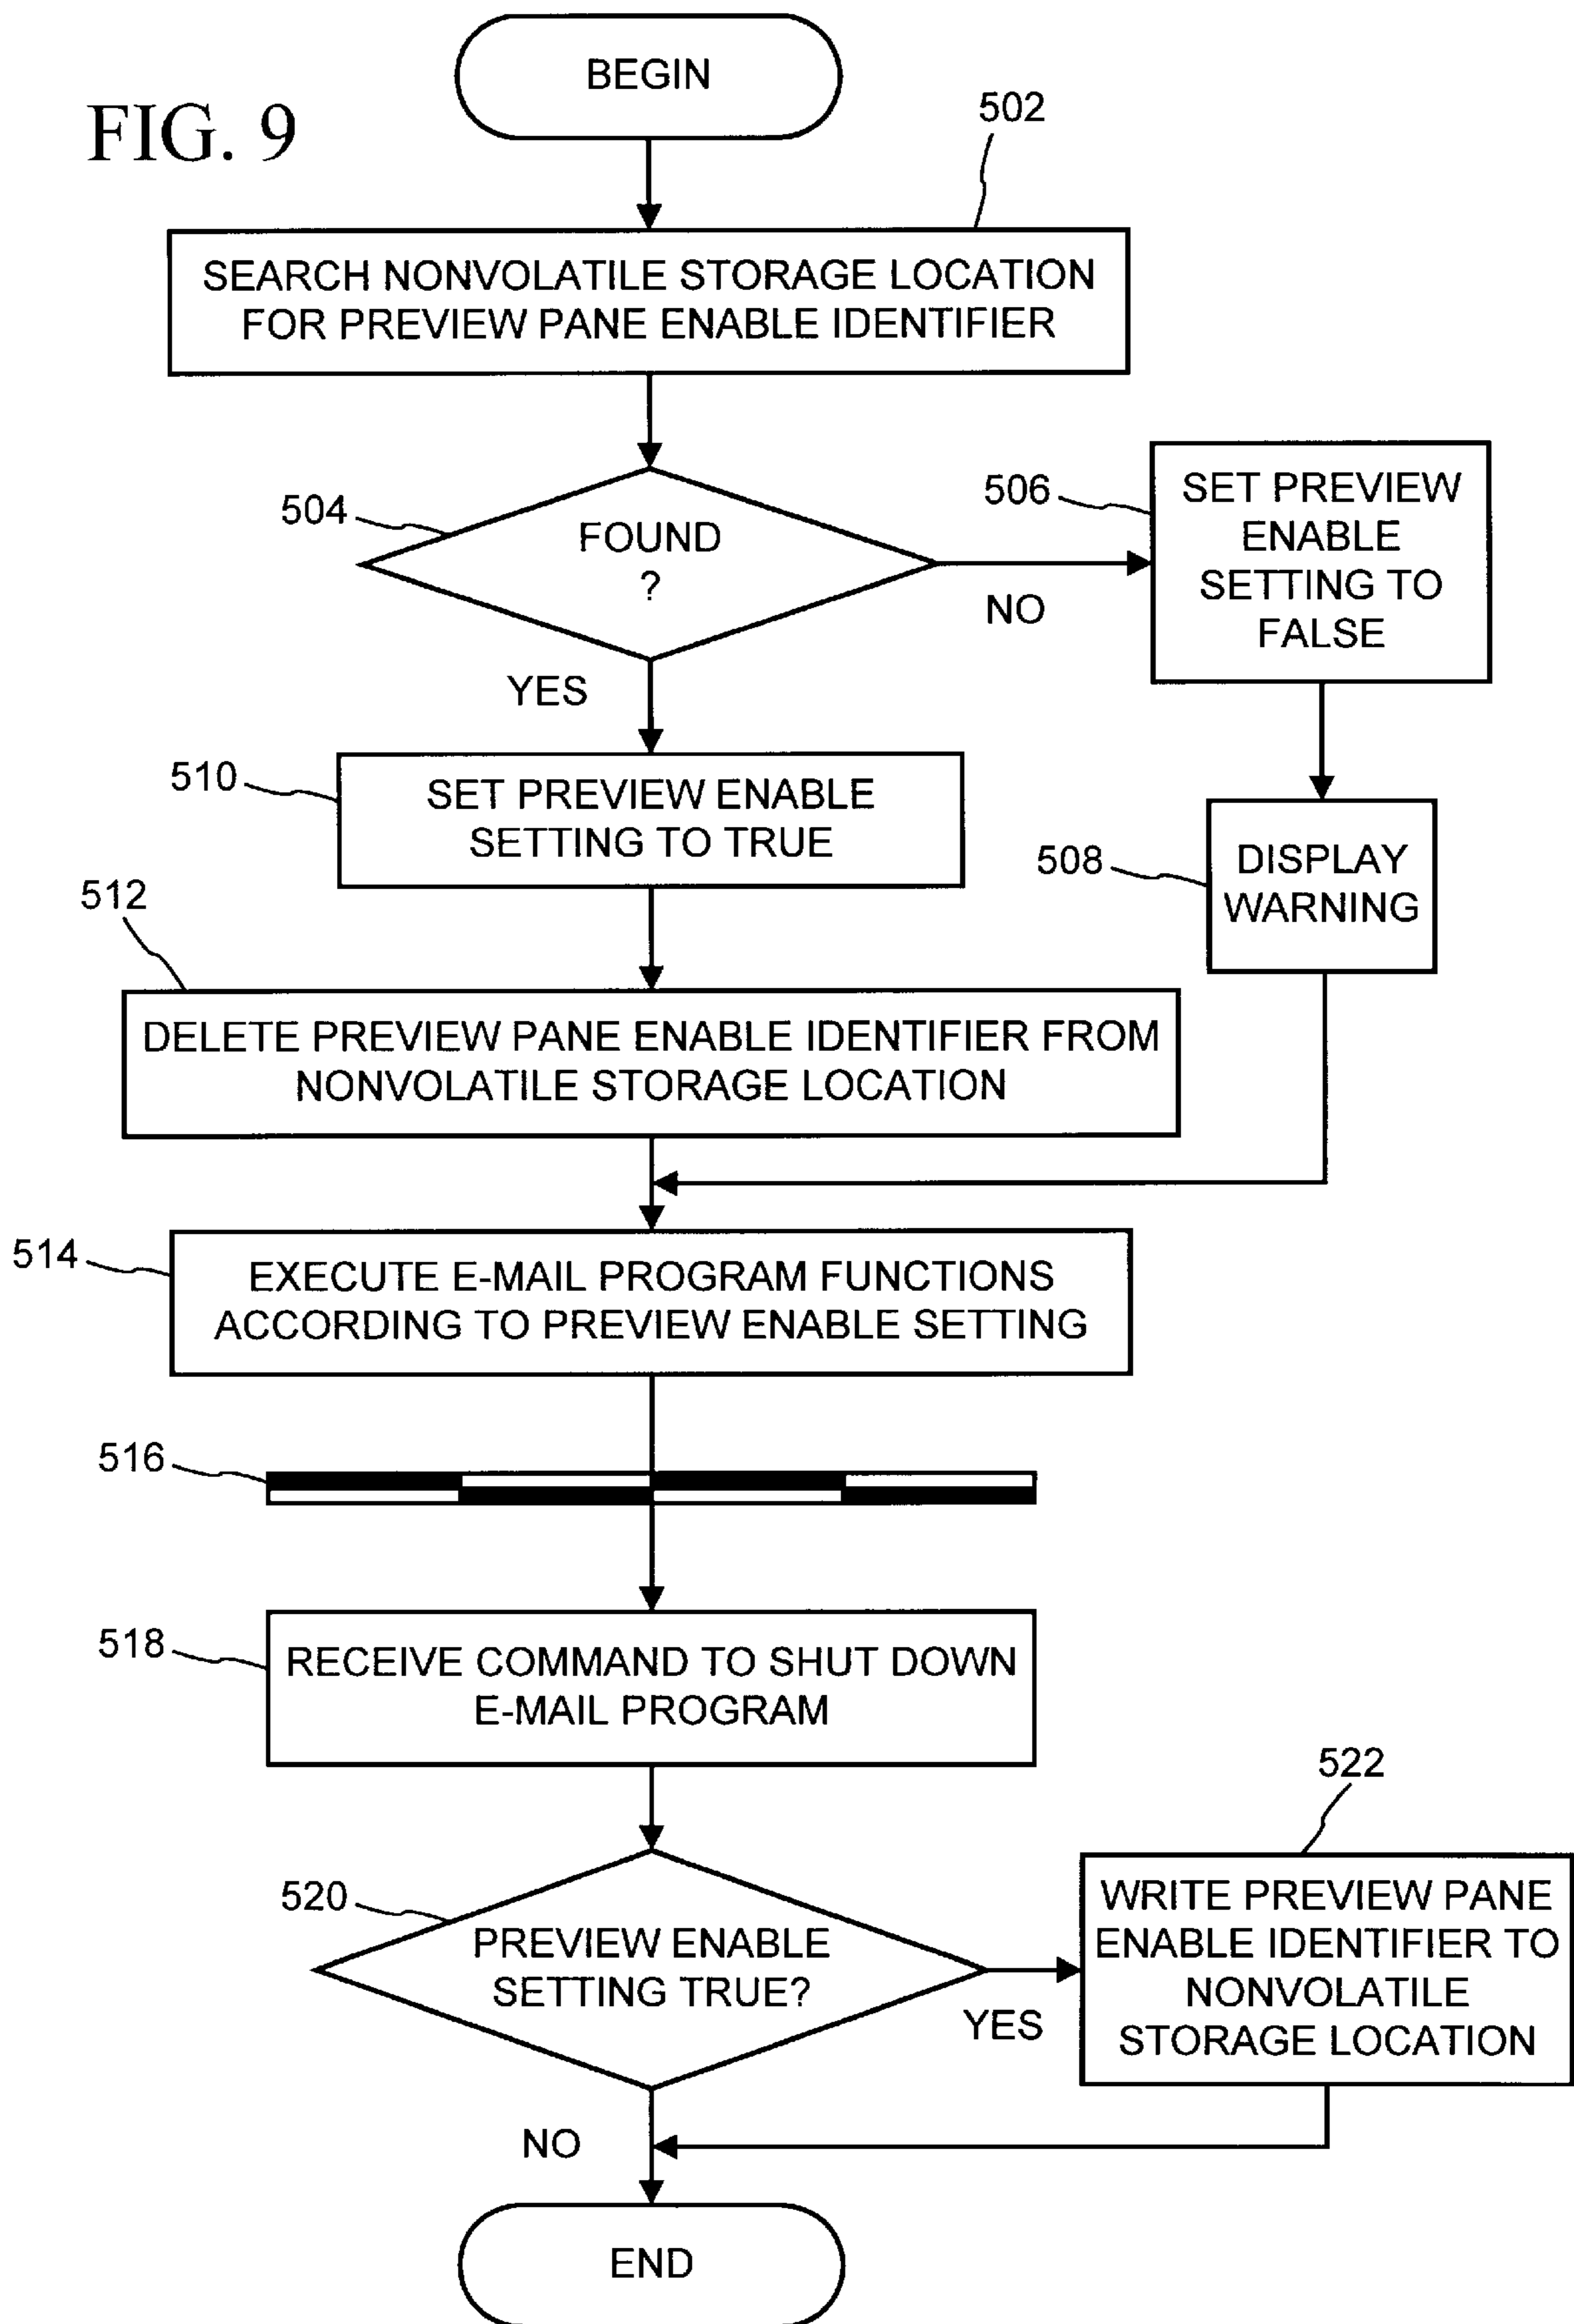 FIG. 9
BEGIN
502
SEARCH NONVOLATILE STORAGE LOCATION
FOR PREVIEW PANE ENABLE IDENTIFIER
504
FOUND
?
NO
YES
506
SET PREVIEW
ENABLE
SETTING TO
FALSE
510
SET PREVIEW ENABLE
SETTING TO TRUE
508
DISPLAY
WARNING
512
DELETE PREVIEW PANE ENABLE IDENTIFIER FROM
NONVOLATILE STORAGE LOCATION
514
EXECUTE E-MAIL PROGRAM FUNCTIONS
ACCORDING TO PREVIEW ENABLE SETTING
516
518
RECEIVE COMMAND TO SHUT DOWN
E-MAIL PROGRAM
520
PREVIEW ENABLE
SETTING TRUE?
YES
NO
522
WRITE PREVIEW PANE
ENABLE IDENTIFIER TO
NONVOLATILE
STORAGE LOCATION
END